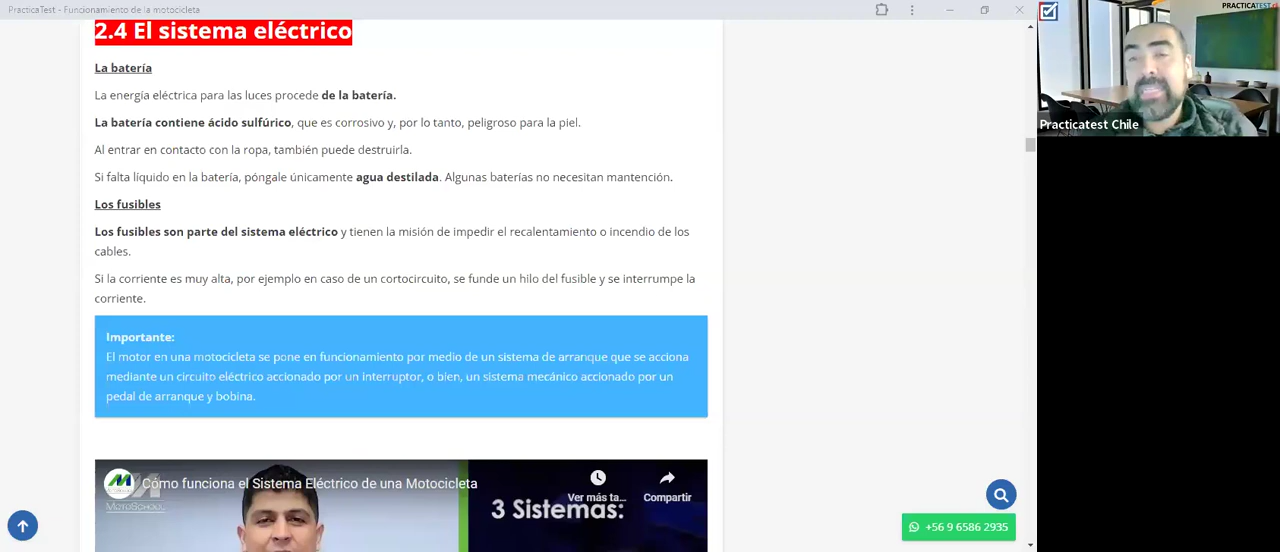 PracticaTest - Funcionamiento de la motocicleta
PRACTICATEST.cl
2.4 El sistema eléctrico
La batería
La energía eléctrica para las luces procede de la batería.
La batería contiene ácido sulfúrico, que es corrosivo y, por lo tanto, peligroso para la piel.
Al entrar en contacto con la ropa, también puede destruirla.
Si falta líquido en la batería, póngale únicamente agua destilada. Algunas baterías no necesitan mantención.
Los fusibles
Los fusibles son parte del sistema eléctrico y tienen la misión de impedir el recalentamiento o incendio de los
cables.
Si la corriente es muy alta, por ejemplo en caso de un cortocircuito, se funde un hilo del fusible y se interrumpe la
corriente.
Importante:
El motor en una motocicleta se pone en funcionamiento por medio de un sistema de arranque que se acciona
mediante un circuito eléctrico accionado por un interruptor, o bien, un sistema mecánico accionado por un
pedal de arranque y bobina.
Cómo funciona el Sistema Eléctrico de una Motocicleta
Ver más ta...
Compartir
MOTOSCHOOL
3 Sistemas:
+56 9 6586 2935
Practicatest Chile